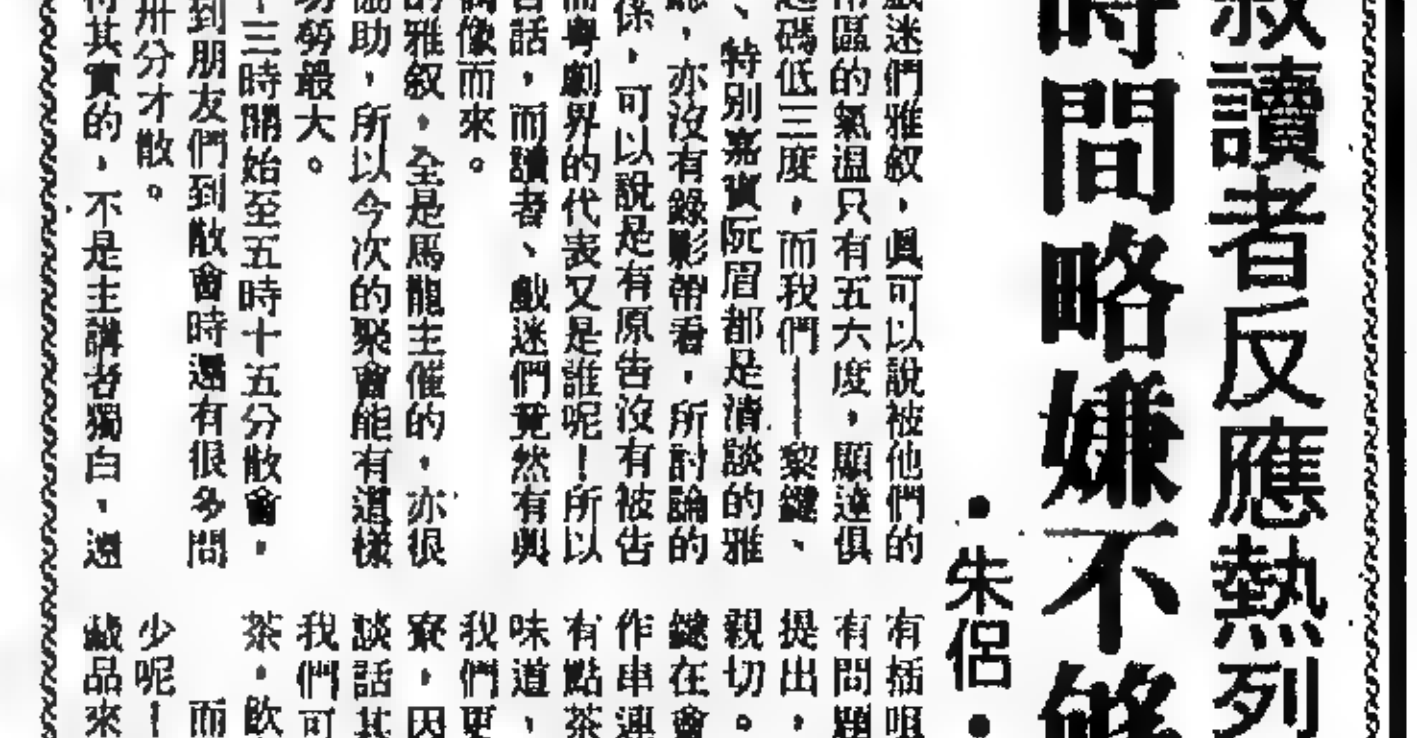 敘讀者反應熱列
時間略嫌不够
•朱侶•
戲迷們雅叙，眞可以說被他們的
市區的氣温只有五六度，顯達俱
起碼低三度，而我們——黎鍵、
、特別嘉賓阮眉都是淸談的雅
，亦沒有錄影帶看，所討論的
係，可以說是有原告沒有被告
而粤劇界的代表又是誰呢！所以
話，而讀者、戲迷們竟然有興
偶像而來。
的雅叙，全是馬龍主催的，亦很
協助，所以今次的聚會能有這樣
功勞最大。
三時開始至五時十五分散會，
到朋友們到散會時還有很多問
卅分才散。
符其實的，不是主講者獨白，還
有插咀
有問題
提出，
親切。
鍵在會
作串連
有點茶
味道，
我們更
寮，因
談話其
我們可
茶，飲
而
少呢！
藏品來